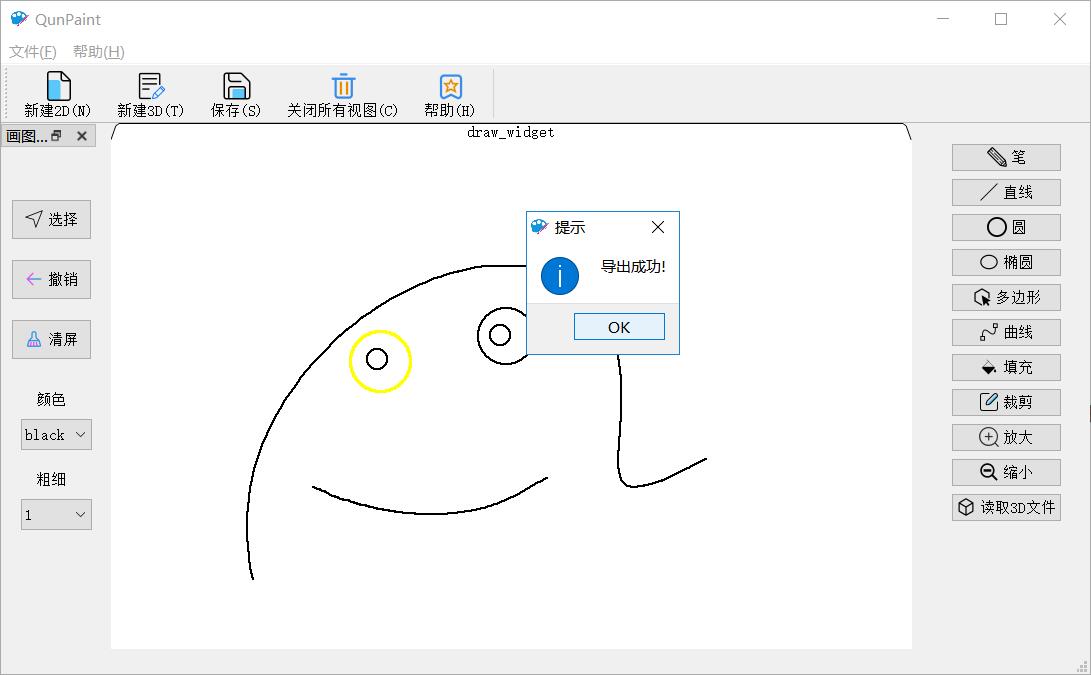 QunPaint
文件(F) 帮助(H)
新建2D(N) 新建3D(T) 保存(S) 关闭所有视图(C) 帮助(H)
画图...
draw_widget
选择
撤销
清屏
颜色
black
粗细
1
提示
导出成功!
OK
笔
直线
圆
椭圆
多边形
曲线
填充
裁剪
放大
缩小
读取3D文件